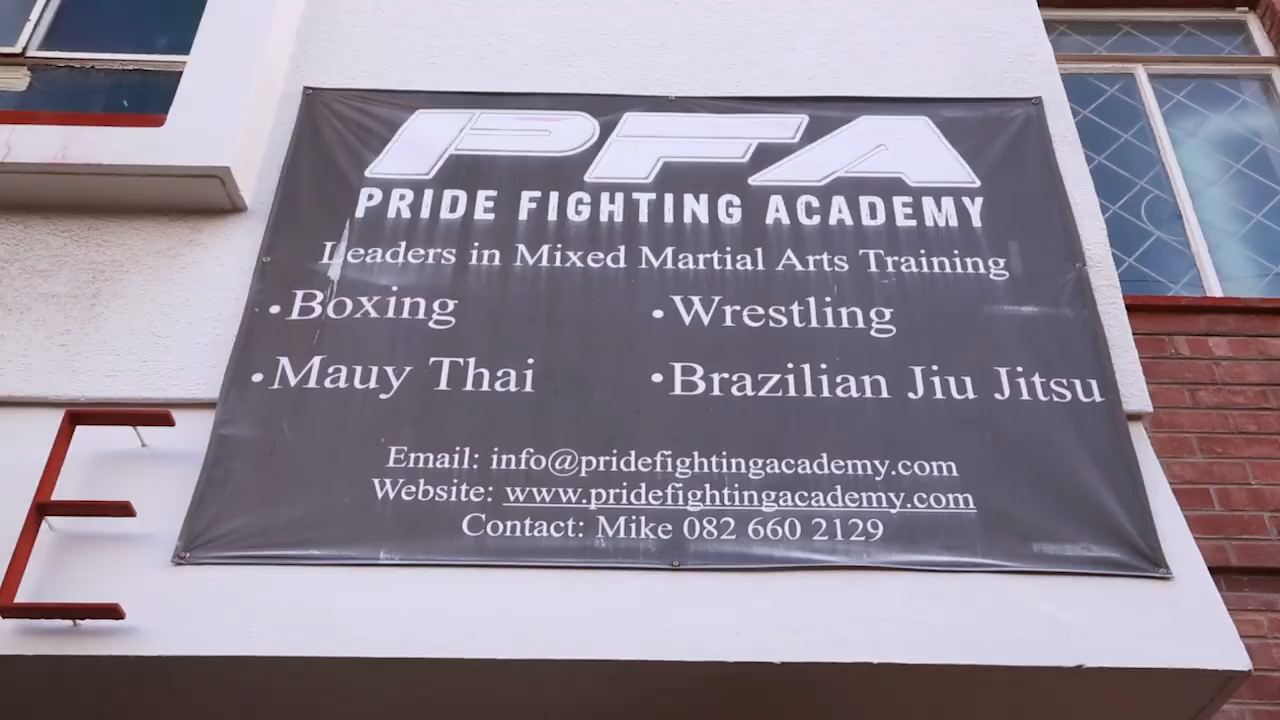 PFA
PRIDE FIGHTING ACADEMY
Leaders in Mixed Martial Arts Training
•Boxing •Wrestling
•Mauy Thai •Brazilian Jiu Jitsu
Email: info@pridefightingacademy.com
Website: www.pridefightingacademy.com
Contact: Mike 082 660 2129
E